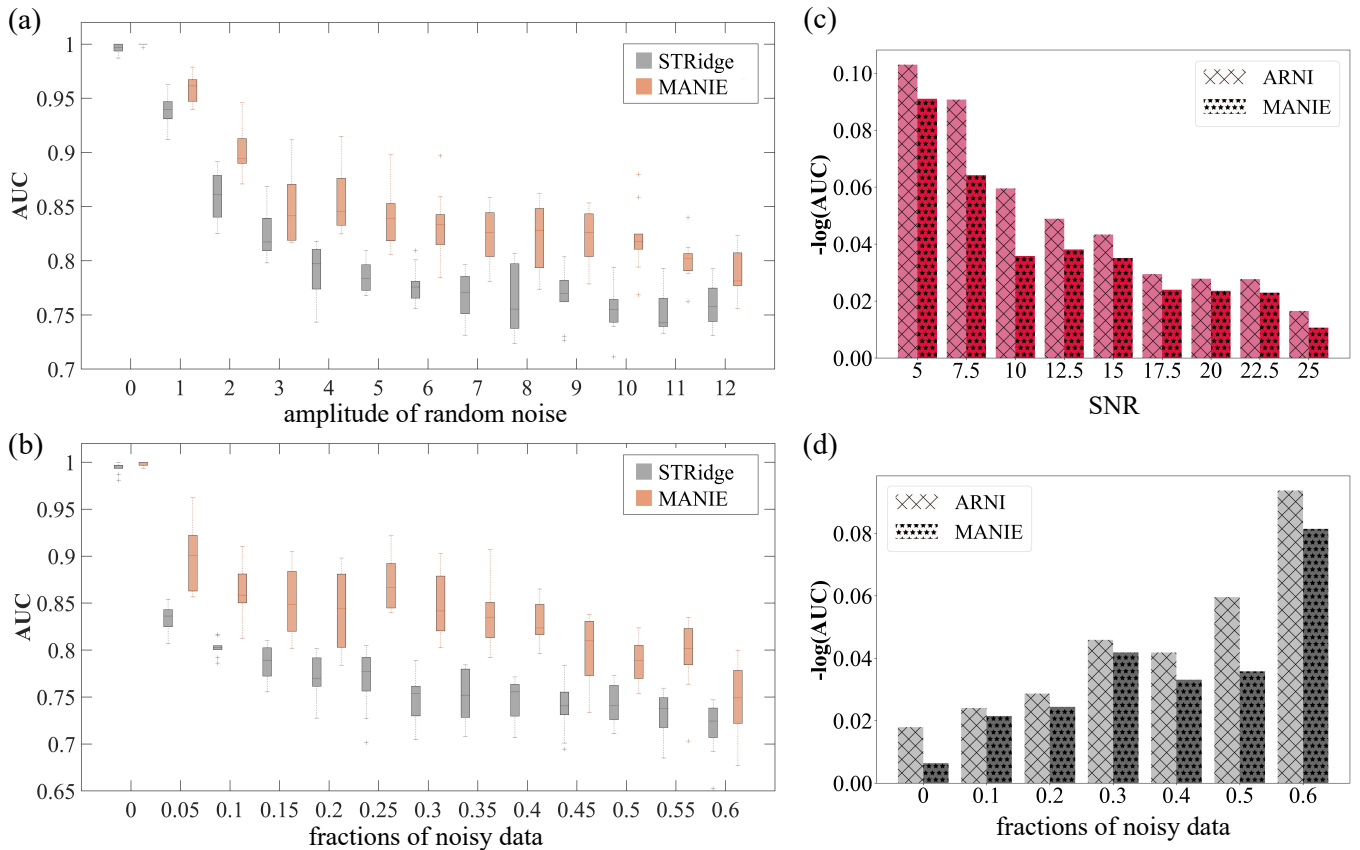 (a)
AUC
1
0.95
0.9
0.85
0.8
0.75
0.7
STRidge
MANIE
0 1 2 3 4 5 6 7 8 9 10 11 12
amplitude of random noise
(b)
AUC
1
0.95
0.9
0.85
0.8
0.75
0.7
0.65
STRidge
MANIE
0 0.05 0.1 0.15 0.2 0.25 0.3 0.35 0.4 0.45 0.5 0.55 0.6
fractions of noisy data
(c)
-log(AUC)
0.10
0.08
0.06
0.04
0.02
0.00
ARNI
MANIE
5 7.5 10 12.5 15 17.5 20 22.5 25
SNR
(d)
-log(AUC)
0.08
0.06
0.04
0.02
0.00
ARNI
MANIE
0 0.1 0.2 0.3 0.4 0.5 0.6
fractions of noisy data